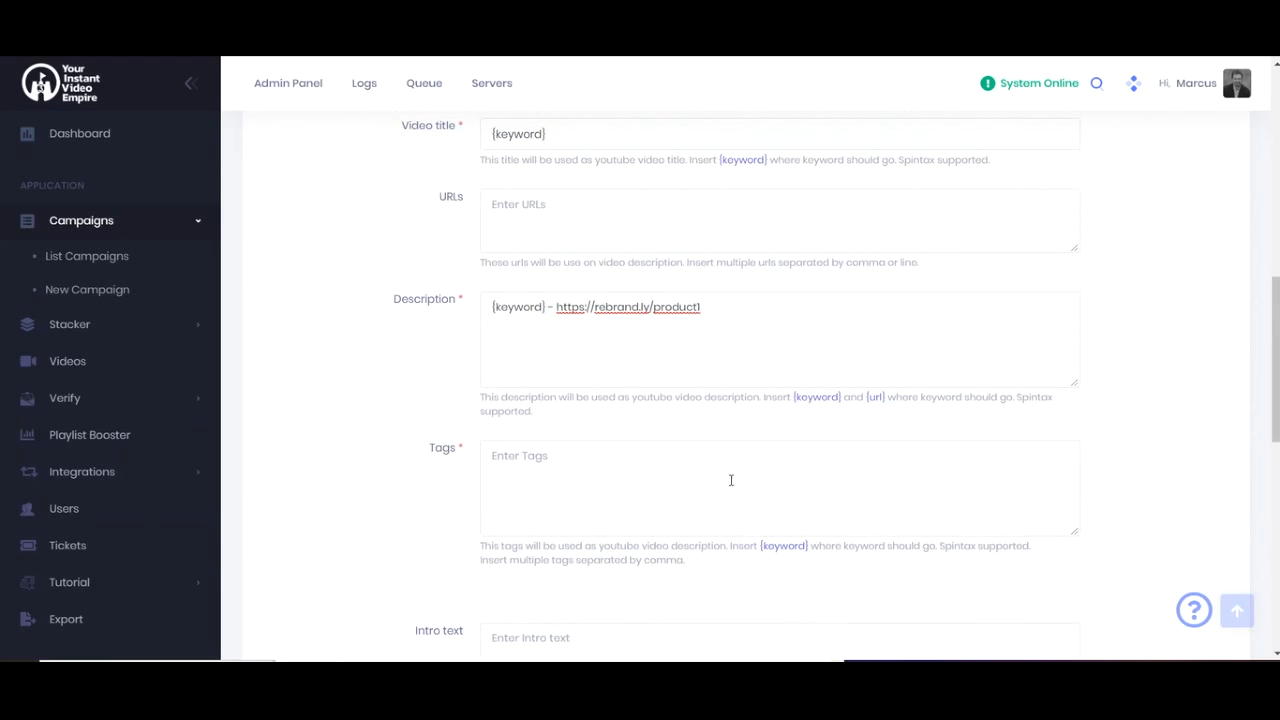 Your
Instant
Video
Empire
Admin Panel
Logs
Queue
Servers
System Online
Hi, Marcus
Dashboard
APPLICATION
Campaigns
List Campaigns
New Campaign
Stacker
Videos
Verify
Playlist Booster
Integrations
Users
Tickets
Tutorial
Export
Video title *
{keyword}
This title will be used as youtube video title. Insert {keyword} where keyword should go. Spintax supported.
URLs
Enter URLs
These urls will be use on video description. Insert multiple urls separated by comma or line.
Description *
{keyword} - https://rebrand.ly/product1
This description will be used as youtube video description. Insert {keyword} and {url} where keyword should go. Spintax
supported.
Tags *
Enter Tags
This tags will be used as youtube video description. Insert {keyword} where keyword should go. Spintax supported.
Insert multiple tags separated by comma.
Intro text
Enter Intro text